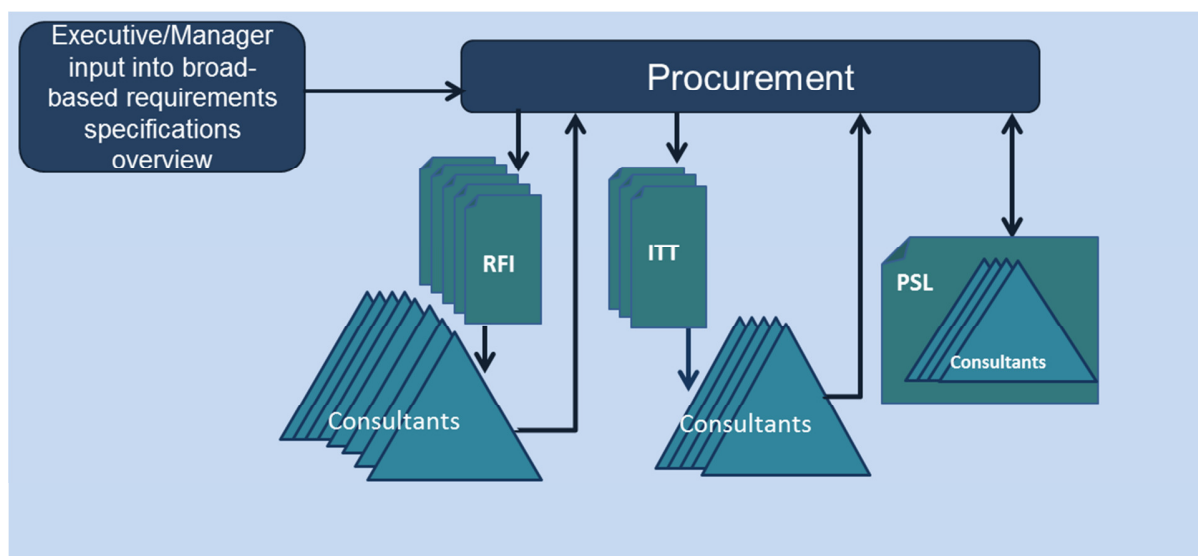 Executive/Manager
input into broad-
based requirements
specifications
overview
Procurement
RFI
ITT
PSL
Consultants
Consultants
Consultants